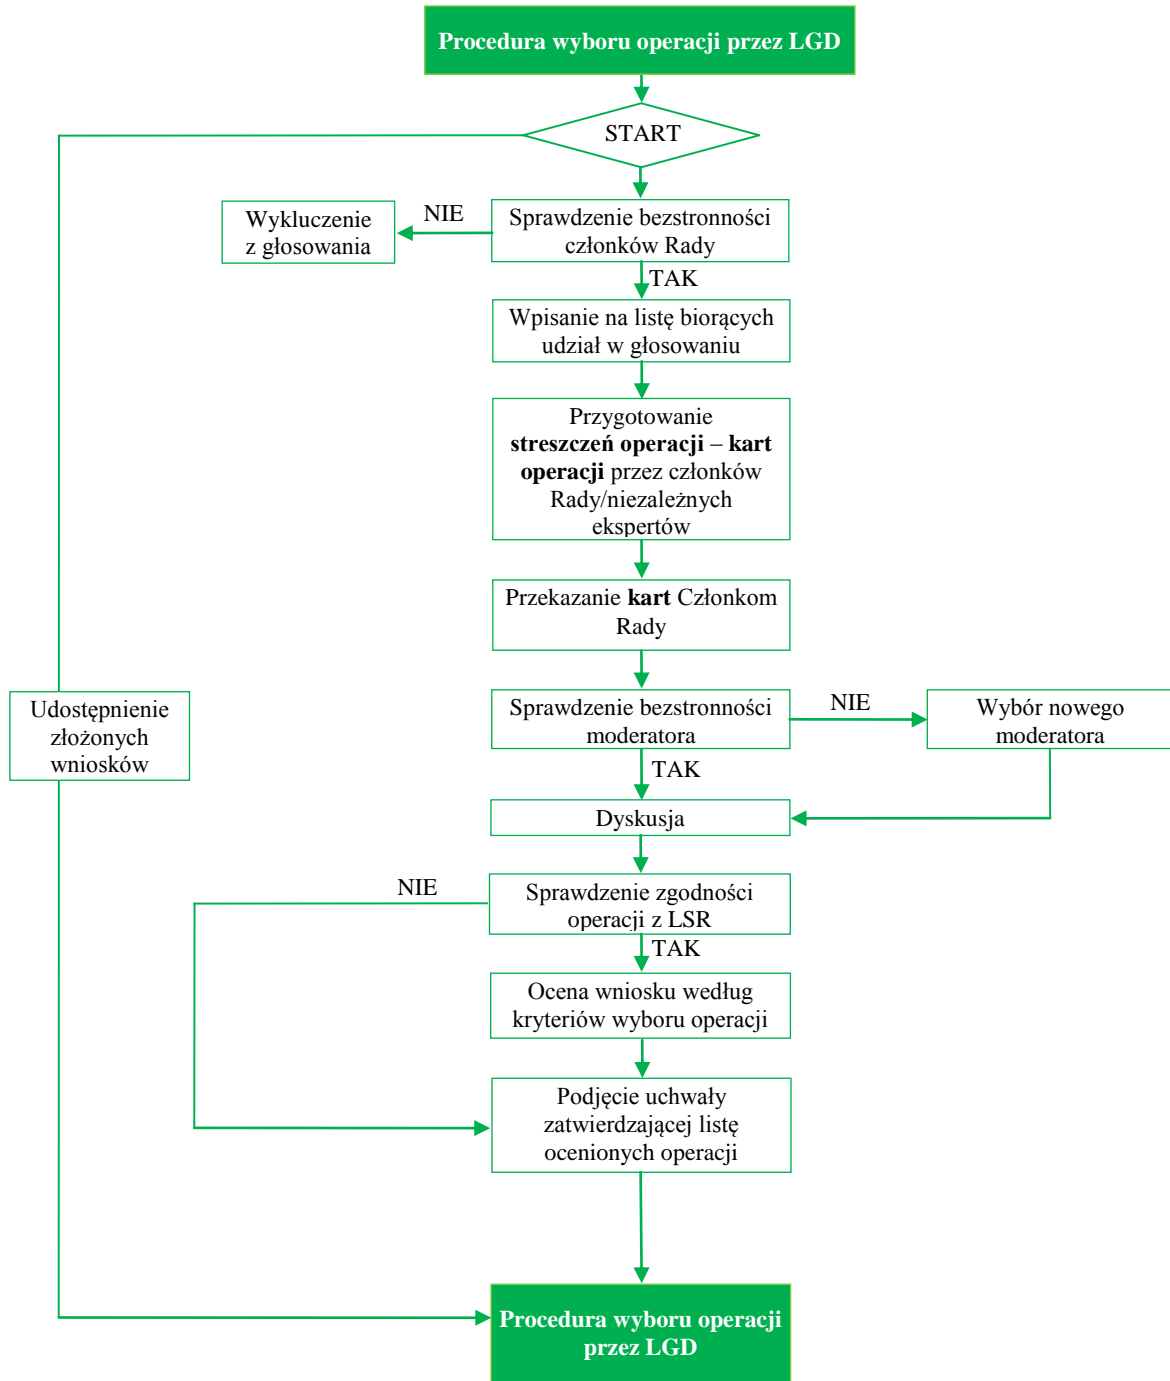 Procedura wyboru operacji przez LGD
START
Wykluczenie
z głosowania
NIE
Sprawdzenie bezstronności
członków Rady
TAK
Wpisanie na listę biorących
udział w głosowaniu
Przygotowanie
streszczeń operacji – kart
operacji przez członków
Rady/niezależnych
ekspertów
Przekazanie kart Członkom
Rady
Udostępnienie
złożonych
wniosków
Sprawdzenie bezstronności
moderatora
NIE
Wybór nowego
moderatora
TAK
Dyskusja
NIE
Sprawdzenie zgodności
operacji z LSR
TAK
Ocena wniosku według
kryteriów wyboru operacji
Podjęcie uchwały
zatwierdzającej listę
ocenionych operacji
Procedura wyboru operacji
przez LGD